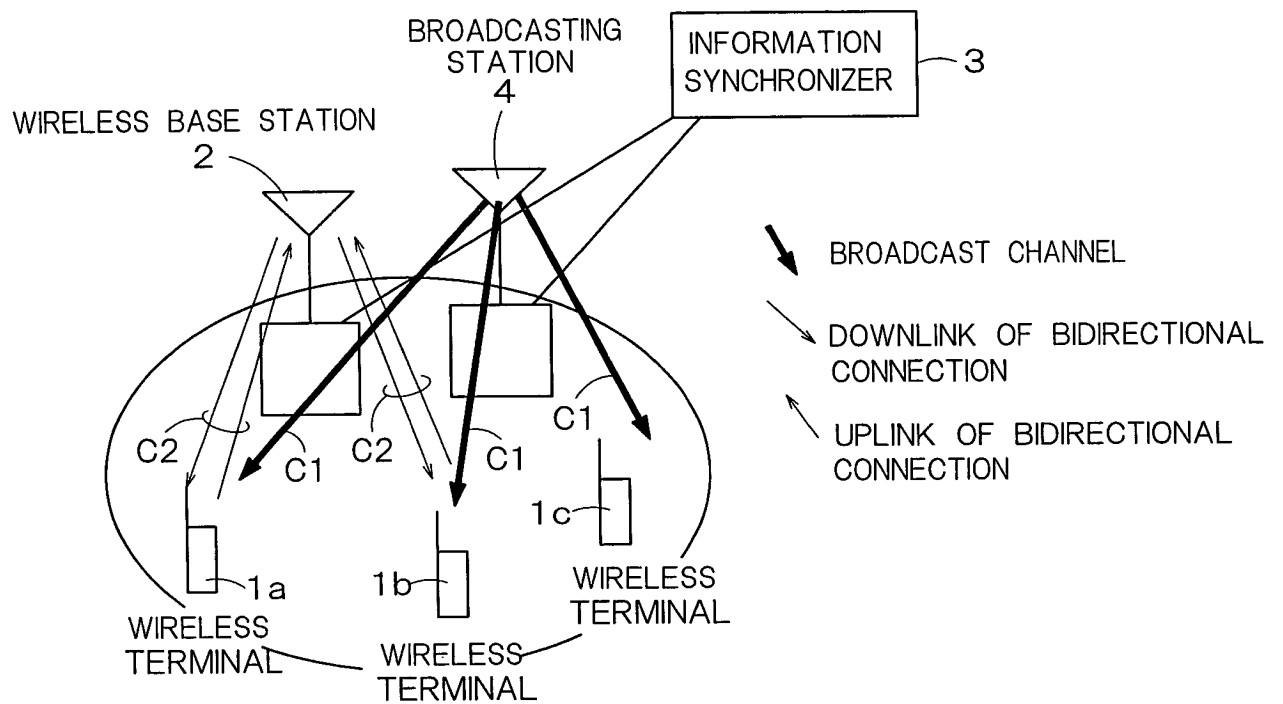 BROADCASTING
STATION
4
INFORMATION
SYNCHRONIZER
3
WIRELESS BASE STATION
2
BROADCAST CHANNEL
DOWNLINK OF BIDIRECTIONAL
CONNECTION
UPLINK OF BIDIRECTIONAL
CONNECTION
C2
C1
C2
C1
C1
1a
1b
1c
WIRELESS
TERMINAL
WIRELESS
TERMINAL
WIRELESS
TERMINAL